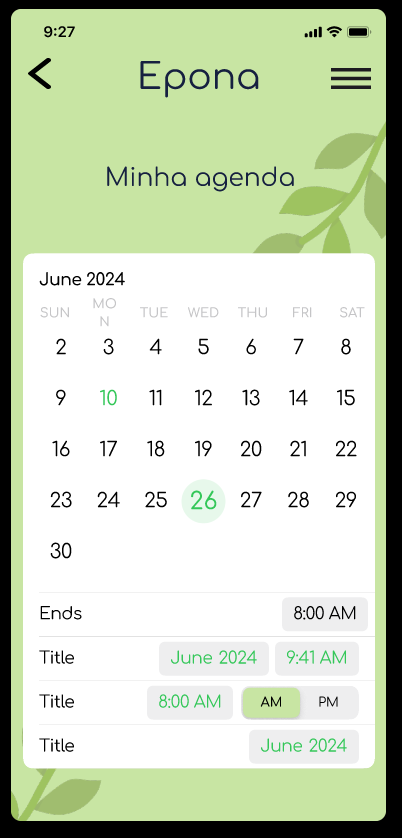 9:27
Epona
Minha agenda
June 2024
SUN MON TUE WED THU FRI SAT
2 3 4 5 6 7 8
9 10 11 12 13 14 15
16 17 18 19 20 21 22
23 24 25 26 27 28 29
30
Ends 8:00 AM
Title June 2024 9:41 AM
Title 8:00 AM AM PM
Title June 2024